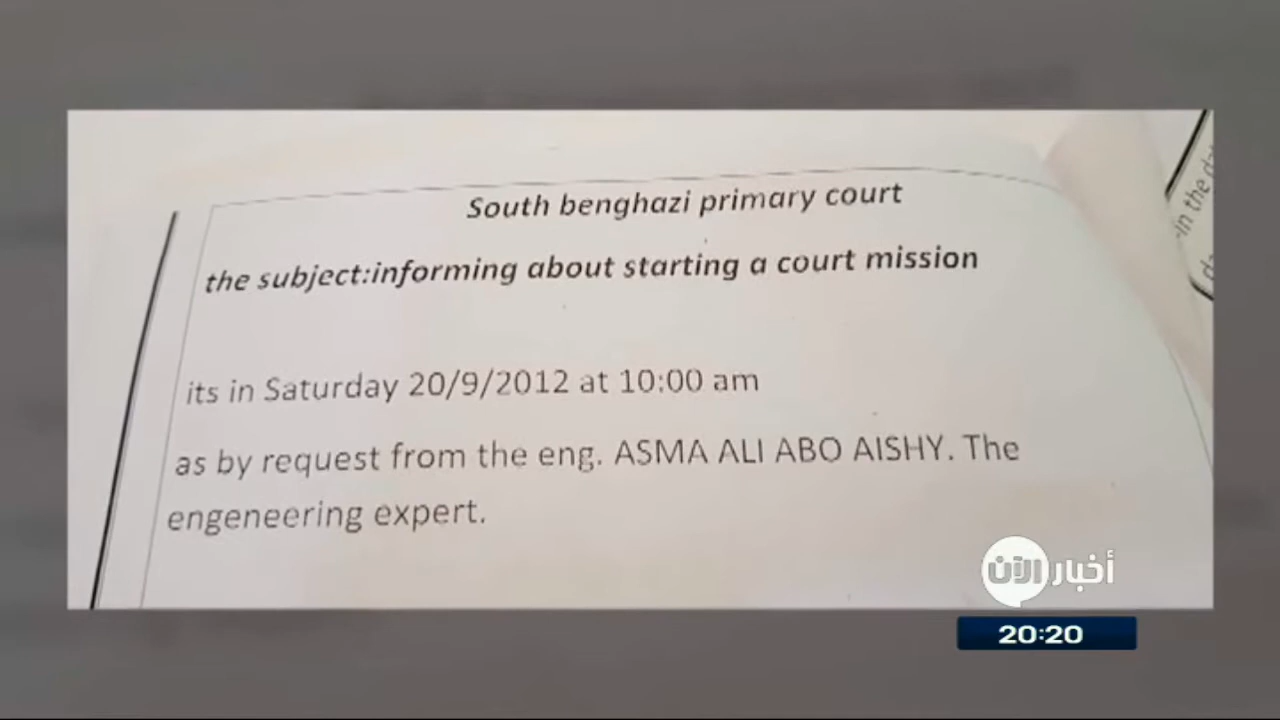 South benghazi primary court
the subject:informing about starting a court mission
its in Saturday 20/9/2012 at 10:00 am
as by request from the eng. ASMA ALI ABO AISHY. The
engeneering expert.
in the
أخبار الآن
20:20